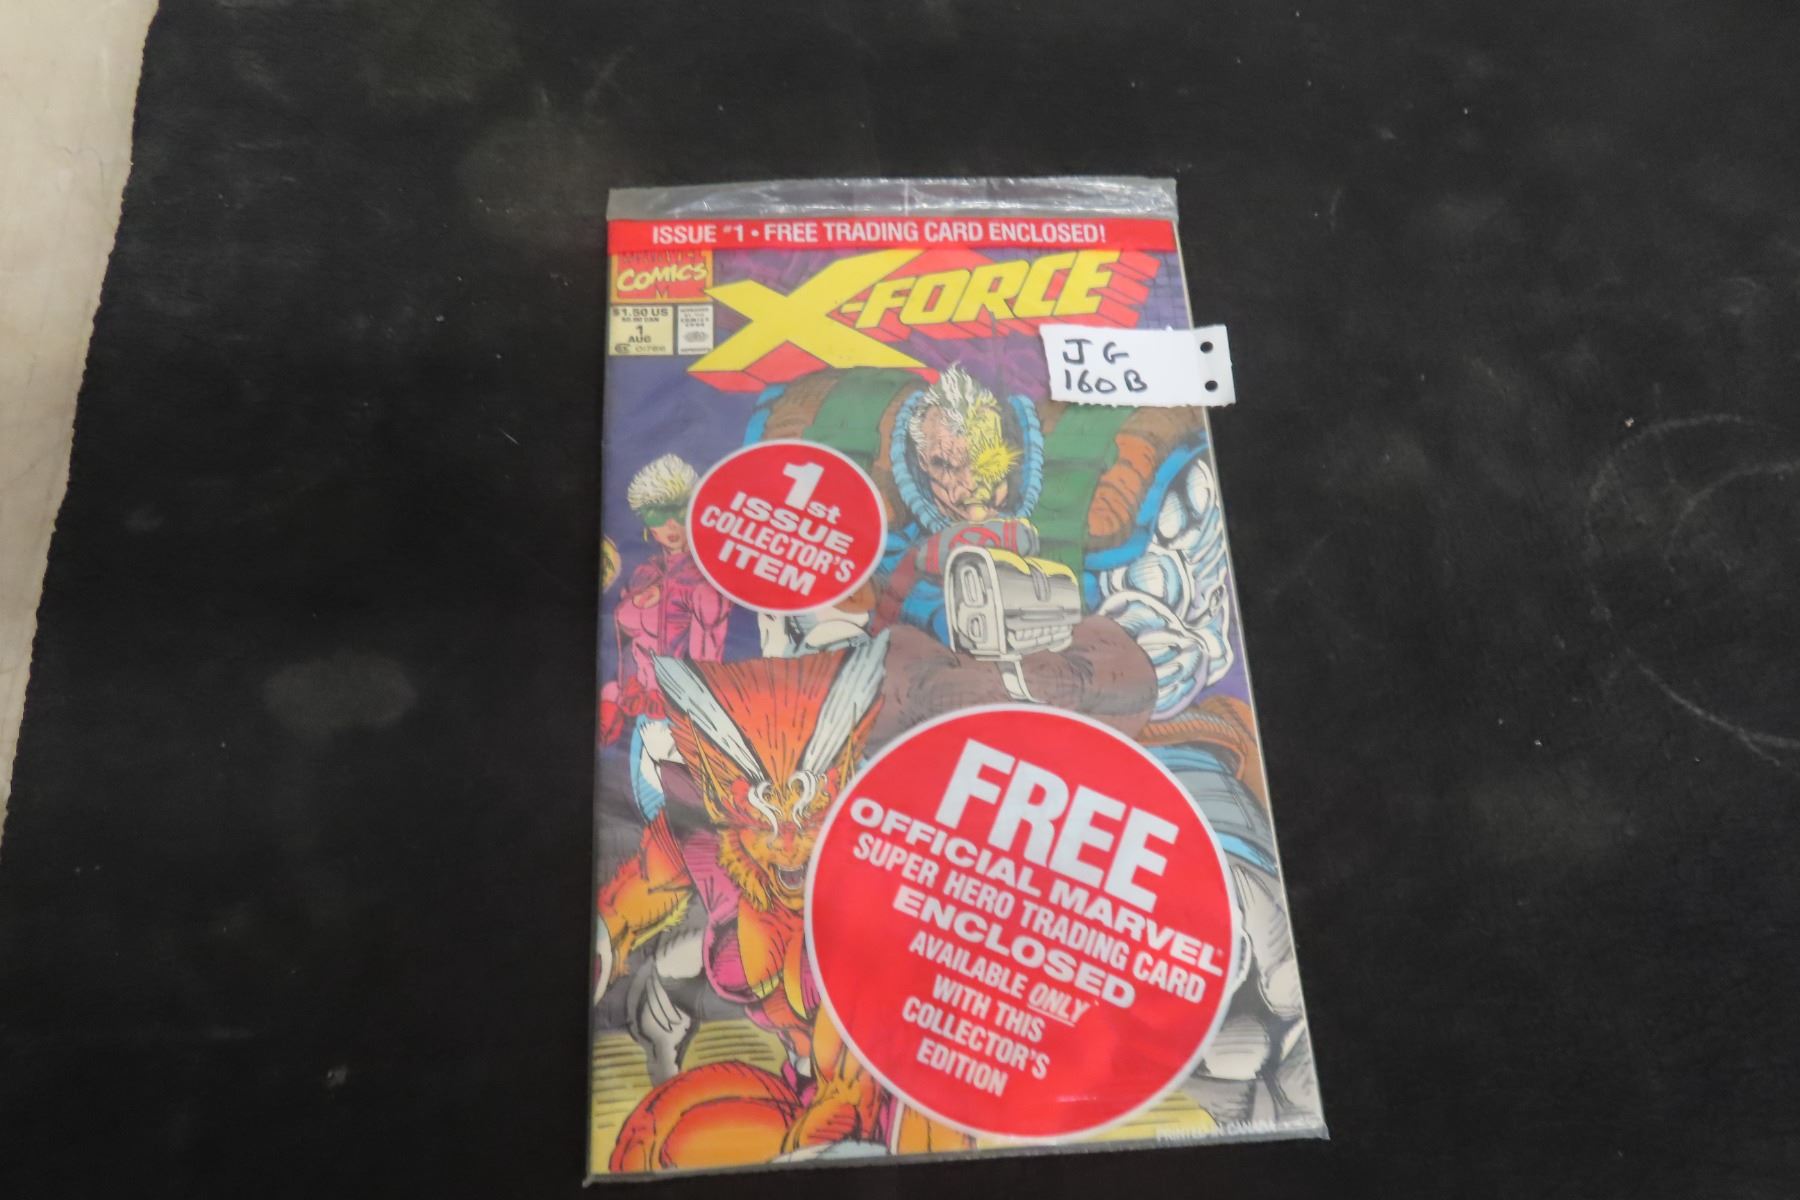 ISSUE #1 • FREE TRADING CARD ENCLOSED!
COMICS
X-FORCE
$1.50 US
1
AUG
JG
160B
1st
ISSUE
COLLECTOR'S
ITEM
FREE
OFFICIAL MARVEL
SUPER HERO TRADING CARD
ENCLOSED
AVAILABLE ONLY
WITH THIS
COLLECTOR'S
EDITION
PRINTED IN CANADA